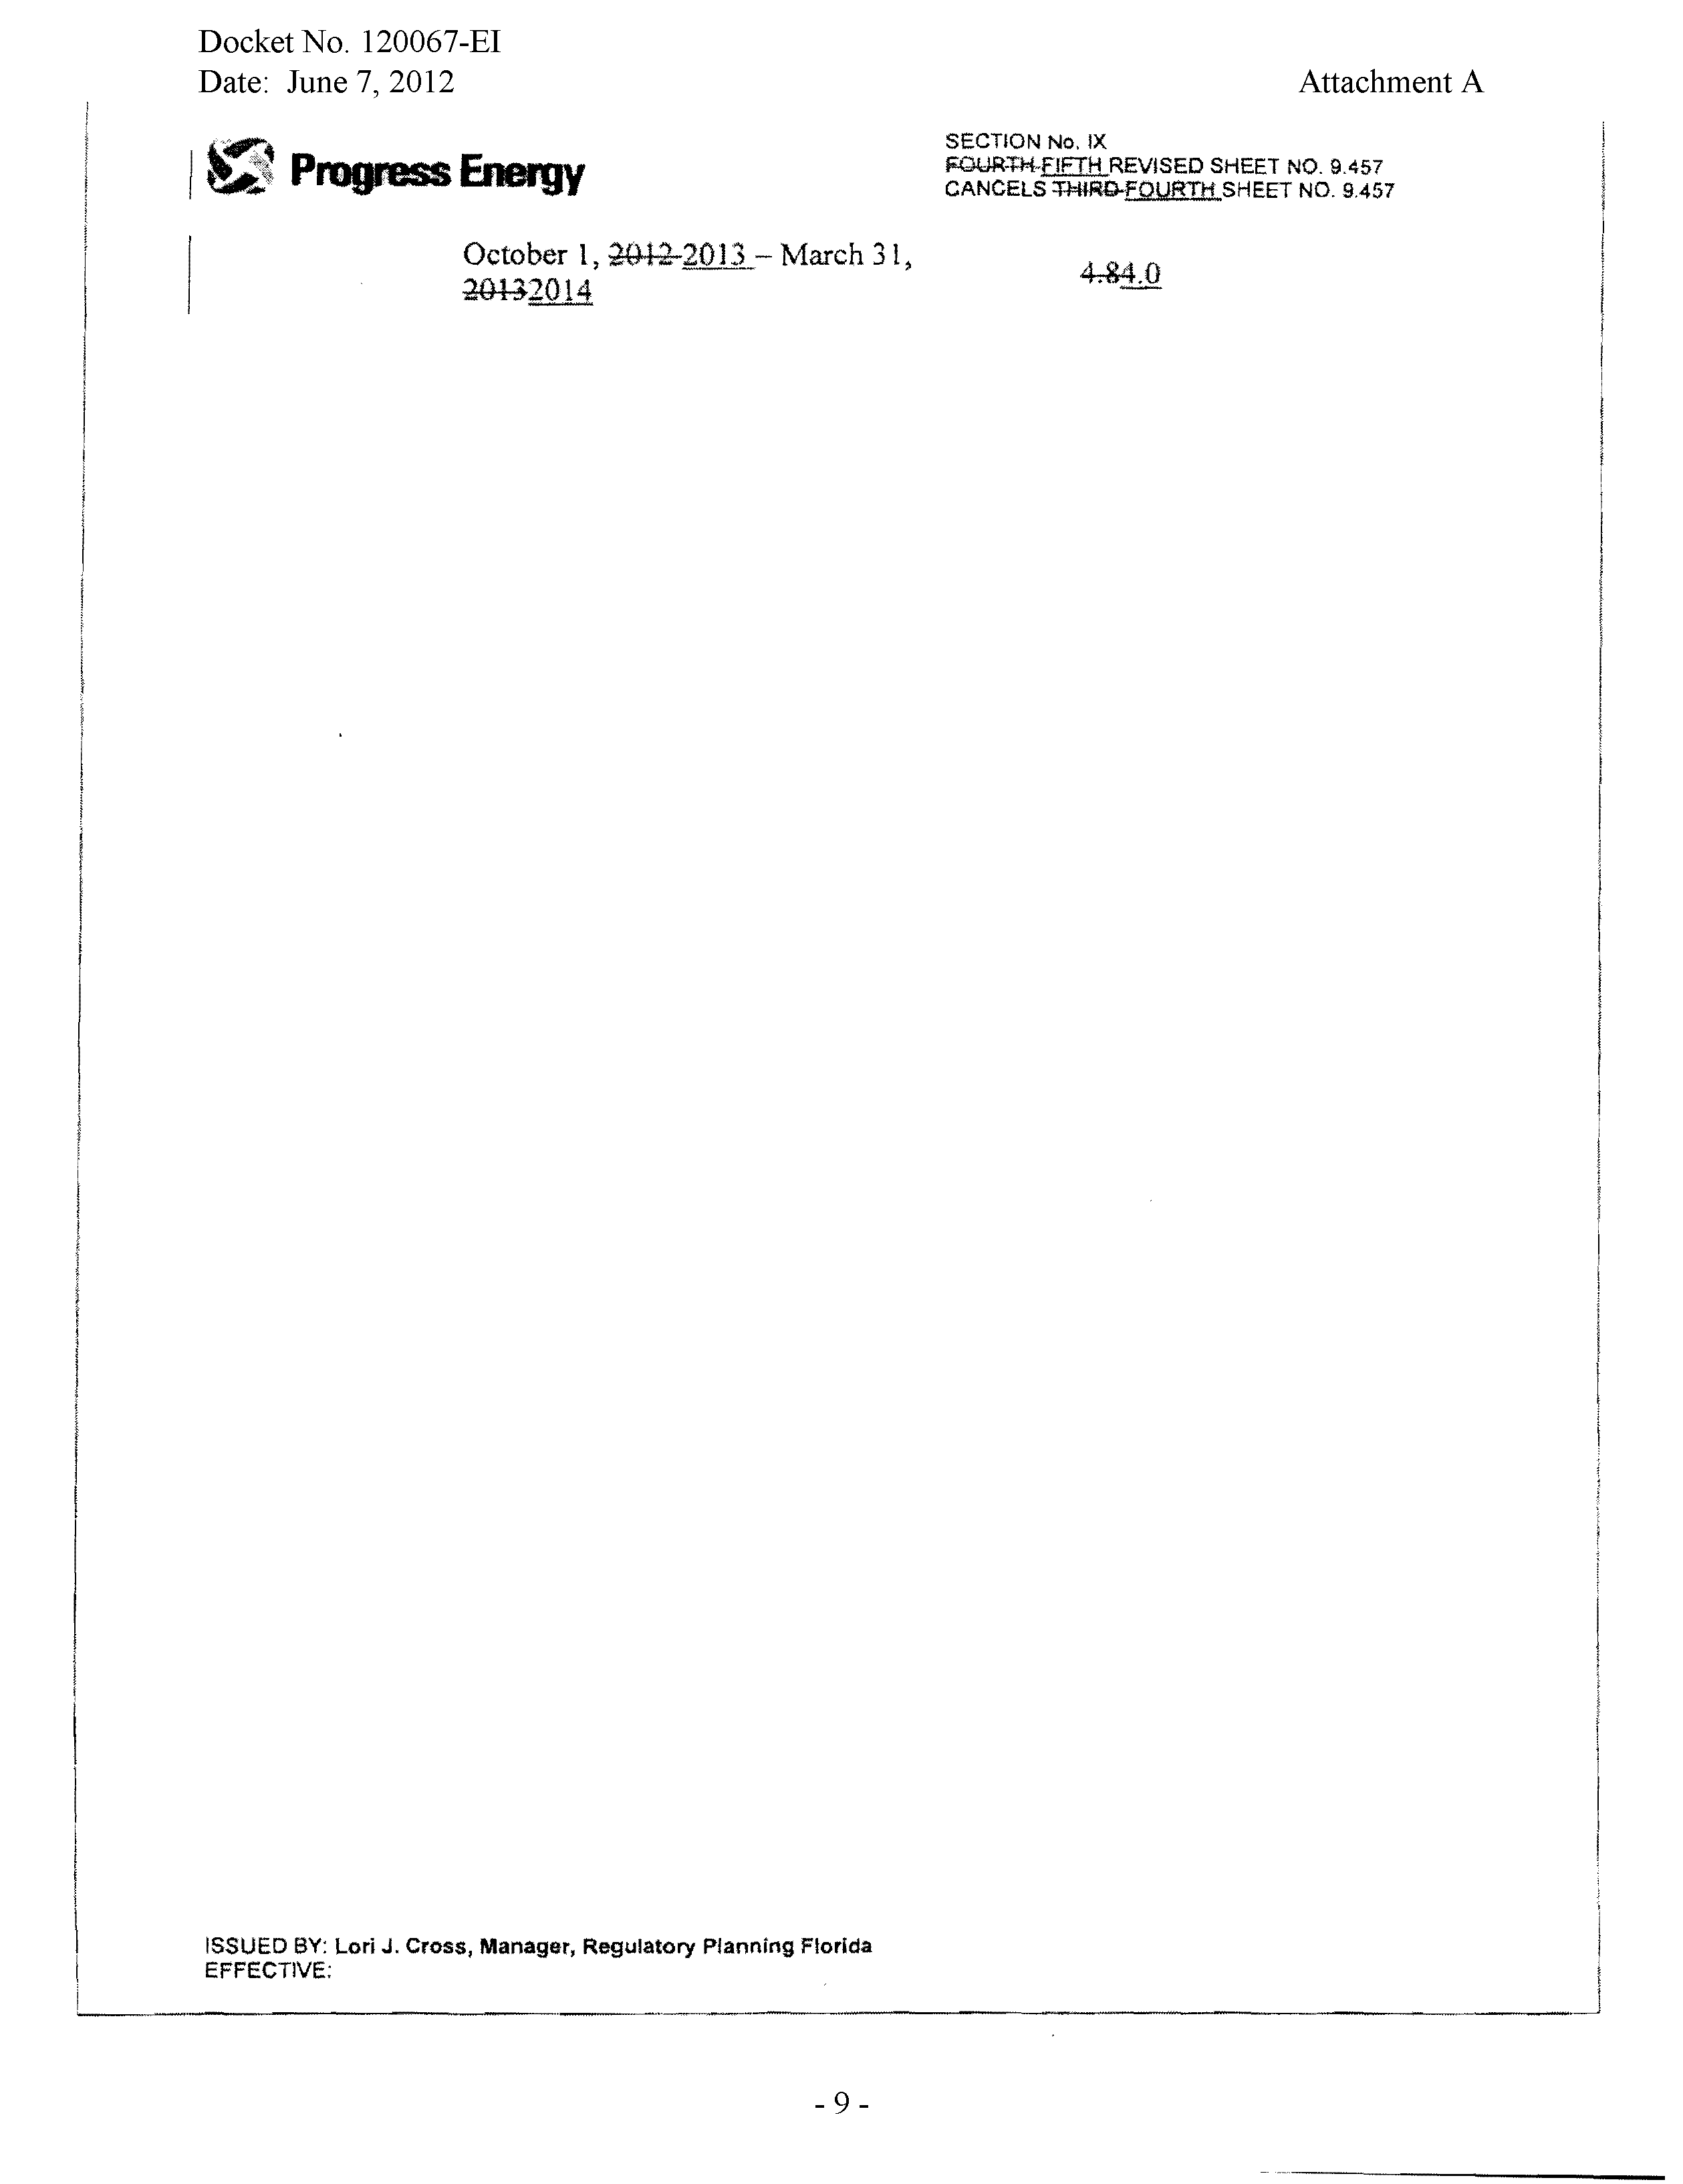 Docket No. 120067-EI
Date: June 7, 2012
Attachment A
Progress Energy
SECTION No. IX
FOURTH FIFTH REVISED SHEET NO. 9.457
CANCELS THIRD FOURTH SHEET NO. 9.457
October 1, 2012 2013 – March 31,
20132014
4.84.0
ISSUED BY: Lori J. Cross, Manager, Regulatory Planning Florida
EFFECTIVE:
- 9 -